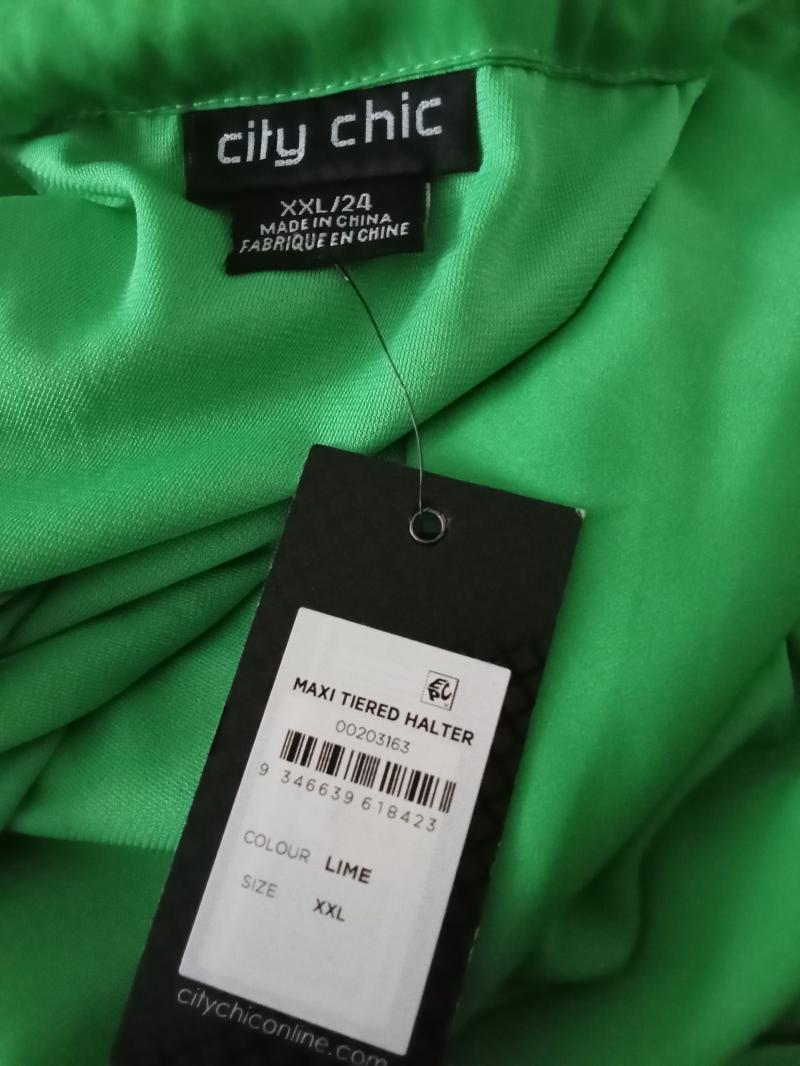 city chic
XXL/24
MADE IN CHINA
FABRIQUE EN CHINE
MAXI TIERED HALTER
00203163
9 346639 618423
COLOUR LIME
SIZE XXL
citychiconline.com